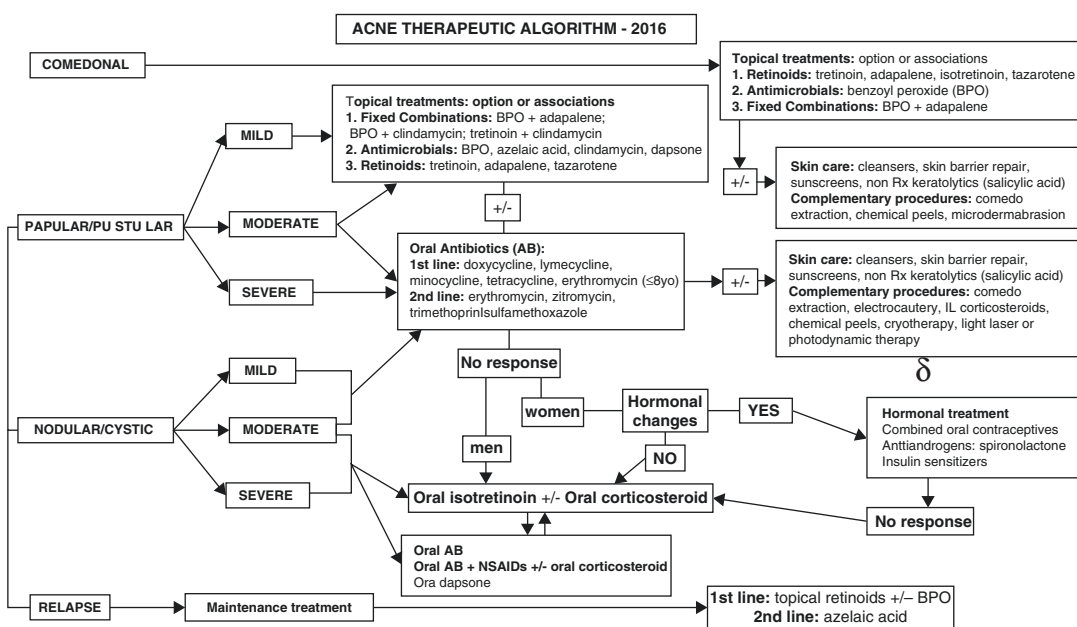 ACNE THERAPEUTIC ALGORITHM - 2016
COMEDONAL
Topical treatments: option or associations
1. Retinoids: tretinoin, adapalene, isotretinoin, tazarotene
2. Antimicrobials: benzoyl peroxide (BPO)
3. Fixed Combinations: BPO + adapalene
+/-
Skin care: cleansers, skin barrier repair,
sunscreens, non Rx keratolytics (salicylic acid)
Complementary procedures: comedo
extraction, chemical peels, microdermabrasion
PAPULAR/PU STU LAR
MILD
MODERATE
SEVERE
Topical treatments: option or associations
1. Fixed Combinations: BPO + adapalene;
BPO + clindamycin; tretinoin + clindamycin
2. Antimicrobials: BPO, azelaic acid, clindamycin, dapsone
3. Retinoids: tretinoin, adapalene, tazarotene
+/-
Oral Antibiotics (AB):
1st line: doxycycline, lymecycline,
minocycline, tetracycline, erythromycin (≤8yo)
2nd line: erythromycin, zitromycin,
trimethoprinIsulfamethoxazole
+/-
Skin care: cleansers, skin barrier repair,
sunscreens, non Rx keratolytics (salicylic acid)
Complementary procedures: comedo
extraction, electrocautery, IL corticosteroids,
chemical peels, cryotherapy, light laser or
photodynamic therapy
δ
No response
men
women
Hormonal
changes
YES
NO
Hormonal treatment
Combined oral contraceptives
Anttiandrogens: spironolactone
Insulin sensitizers
No response
NODULAR/CYSTIC
MILD
MODERATE
SEVERE
Oral isotretinoin +/- Oral corticosteroid
Oral AB
Oral AB + NSAIDs +/- oral corticosteroid
Ora dapsone
RELAPSE
Maintenance treatment
1st line: topical retinoids +/– BPO
2nd line: azelaic acid